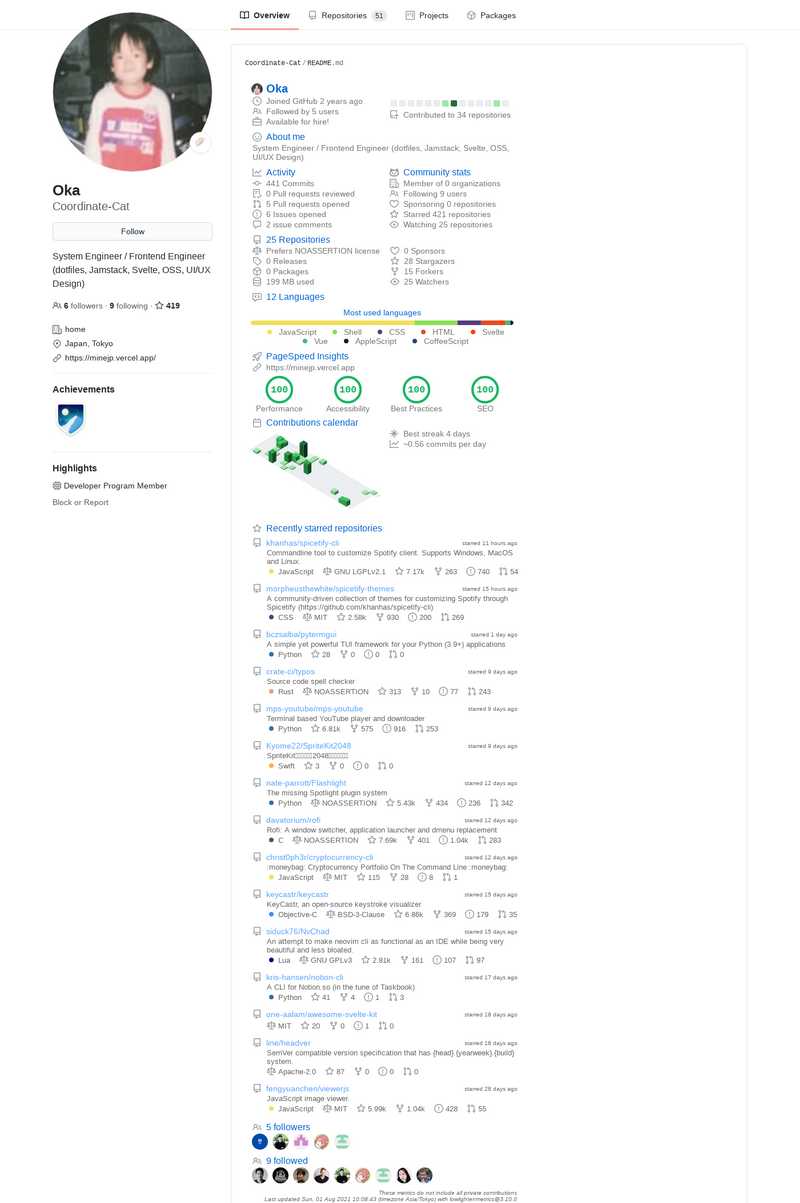 Overview
Repositories 51
Projects
Packages
Oka
Coordinate-Cat
Follow
System Engineer / Frontend Engineer
(dotfiles, Jamstack, Svelte, OSS, UI/UX
Design)
6 followers · 9 following · 419
home
Japan, Tokyo
https://minejp.vercel.app/
Achievements
Highlights
Developer Program Member
Block or Report
Coordinate-Cat / README.md
Oka
Joined GitHub 2 years ago
Followed by 5 users
Available for hire!
Contributed to 34 repositories
About me
System Engineer / Frontend Engineer (dotfiles, Jamstack, Svelte, OSS,
UI/UX Design)
Activity
441 Commits
0 Pull requests reviewed
5 Pull requests opened
6 Issues opened
2 issue comments
Community stats
Member of 0 organizations
Following 9 users
Sponsoring 0 repositories
Starred 421 repositories
Watching 25 repositories
25 Repositories
Prefers NOASSERTION license
0 Releases
0 Packages
199 MB used
0 Sponsors
28 Stargazers
15 Forkers
25 Watchers
12 Languages
Most used languages
JavaScript Shell CSS HTML Svelte
Vue AppleScript CoffeeScript
PageSpeed Insights
https://minejp.vercel.app
100 100 100 100
Performance Accessibility Best Practices SEO
Contributions calendar
Best streak 4 days
~0.56 commits per day
Recently starred repositories
khanhas/spicetify-cli starred 11 hours ago
Commandline tool to customize Spotify client. Supports Windows, MacOS
and Linux.
JavaScript GNU LGPLv2.1 7.17k 263 740 54
morpheusthewhite/spicetify-themes starred 15 hours ago
A community-driven collection of themes for customizing Spotify through
Spicetify (https://github.com/khanhas/spicetify-cli)
CSS MIT 2.58k 930 200 269
bczsalba/pytermgui starred 1 day ago
A simple yet powerful TUI framework for your Python (3.9+) applications
Python 28 0 0 0
crate-ci/typos starred 9 days ago
Source code spell checker
Rust NOASSERTION 313 10 77 243
mps-youtube/mps-youtube starred 9 days ago
Terminal based YouTube player and downloader
Python 6.81k 575 916 253
Kyome22/SpriteKit2048 starred 9 days ago
SpriteKit 2048
Swift 3 0 0 0
nate-parrott/Flashlight starred 12 days ago
The missing Spotlight plugin system
Python NOASSERTION 5.43k 434 236 342
davatorium/rofi starred 12 days ago
Rofi: A window switcher, application launcher and dmenu replacement
C NOASSERTION 7.69k 401 1.04k 283
christ0ph3r/cryptocurrency-cli starred 12 days ago
:moneybag: Cryptocurrency Portfolio On The Command Line :moneybag:
JavaScript MIT 115 28 8 1
keycastr/keycastr starred 15 days ago
KeyCastr, an open-source keystroke visualizer
Objective-C BSD-3-Clause 6.86k 369 179 35
siduck76/NvChad starred 15 days ago
An attempt to make neovim cli as functional as an IDE while being very
beautiful and less bloated.
Lua GNU GPLv3 2.81k 161 107 97
kris-hansen/notion-cli starred 17 days ago
A CLI for Notion.so (in the tune of Taskbook)
Python 41 4 1 3
one-aalam/awesome-svelte-kit starred 18 days ago
MIT 20 0 1 0
line/headver starred 18 days ago
SemVer compatible version specification that has {head}.{yearweek}.{build}
system.
Apache-2.0 87 0 0 0
fengyuanchen/viewerjs starred 28 days ago
JavaScript image viewer.
JavaScript MIT 5.99k 1.04k 428 55
5 followers
9 followed
These metrics do not include all private contributions
Last updated Sun, 01 Aug 2021 10:08:43 (timezone Asia/Tokyo) with lowlighter/metrics@3.10.0